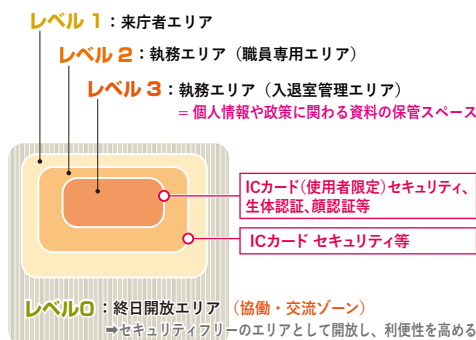 レベル1：来庁者エリア
レベル2：執務エリア（職員専用エリア）
レベル3：執務エリア（入退室管理エリア）
= 個人情報や政策に関わる資料の保管スペース
ICカード（使用者限定）セキュリティ、
生体認証、顔認証等
ICカード セキュリティ等
レベル0：終日開放エリア（協働・交流ゾーン）
➡セキュリティフリーのエリアとして開放し、利便性を高める